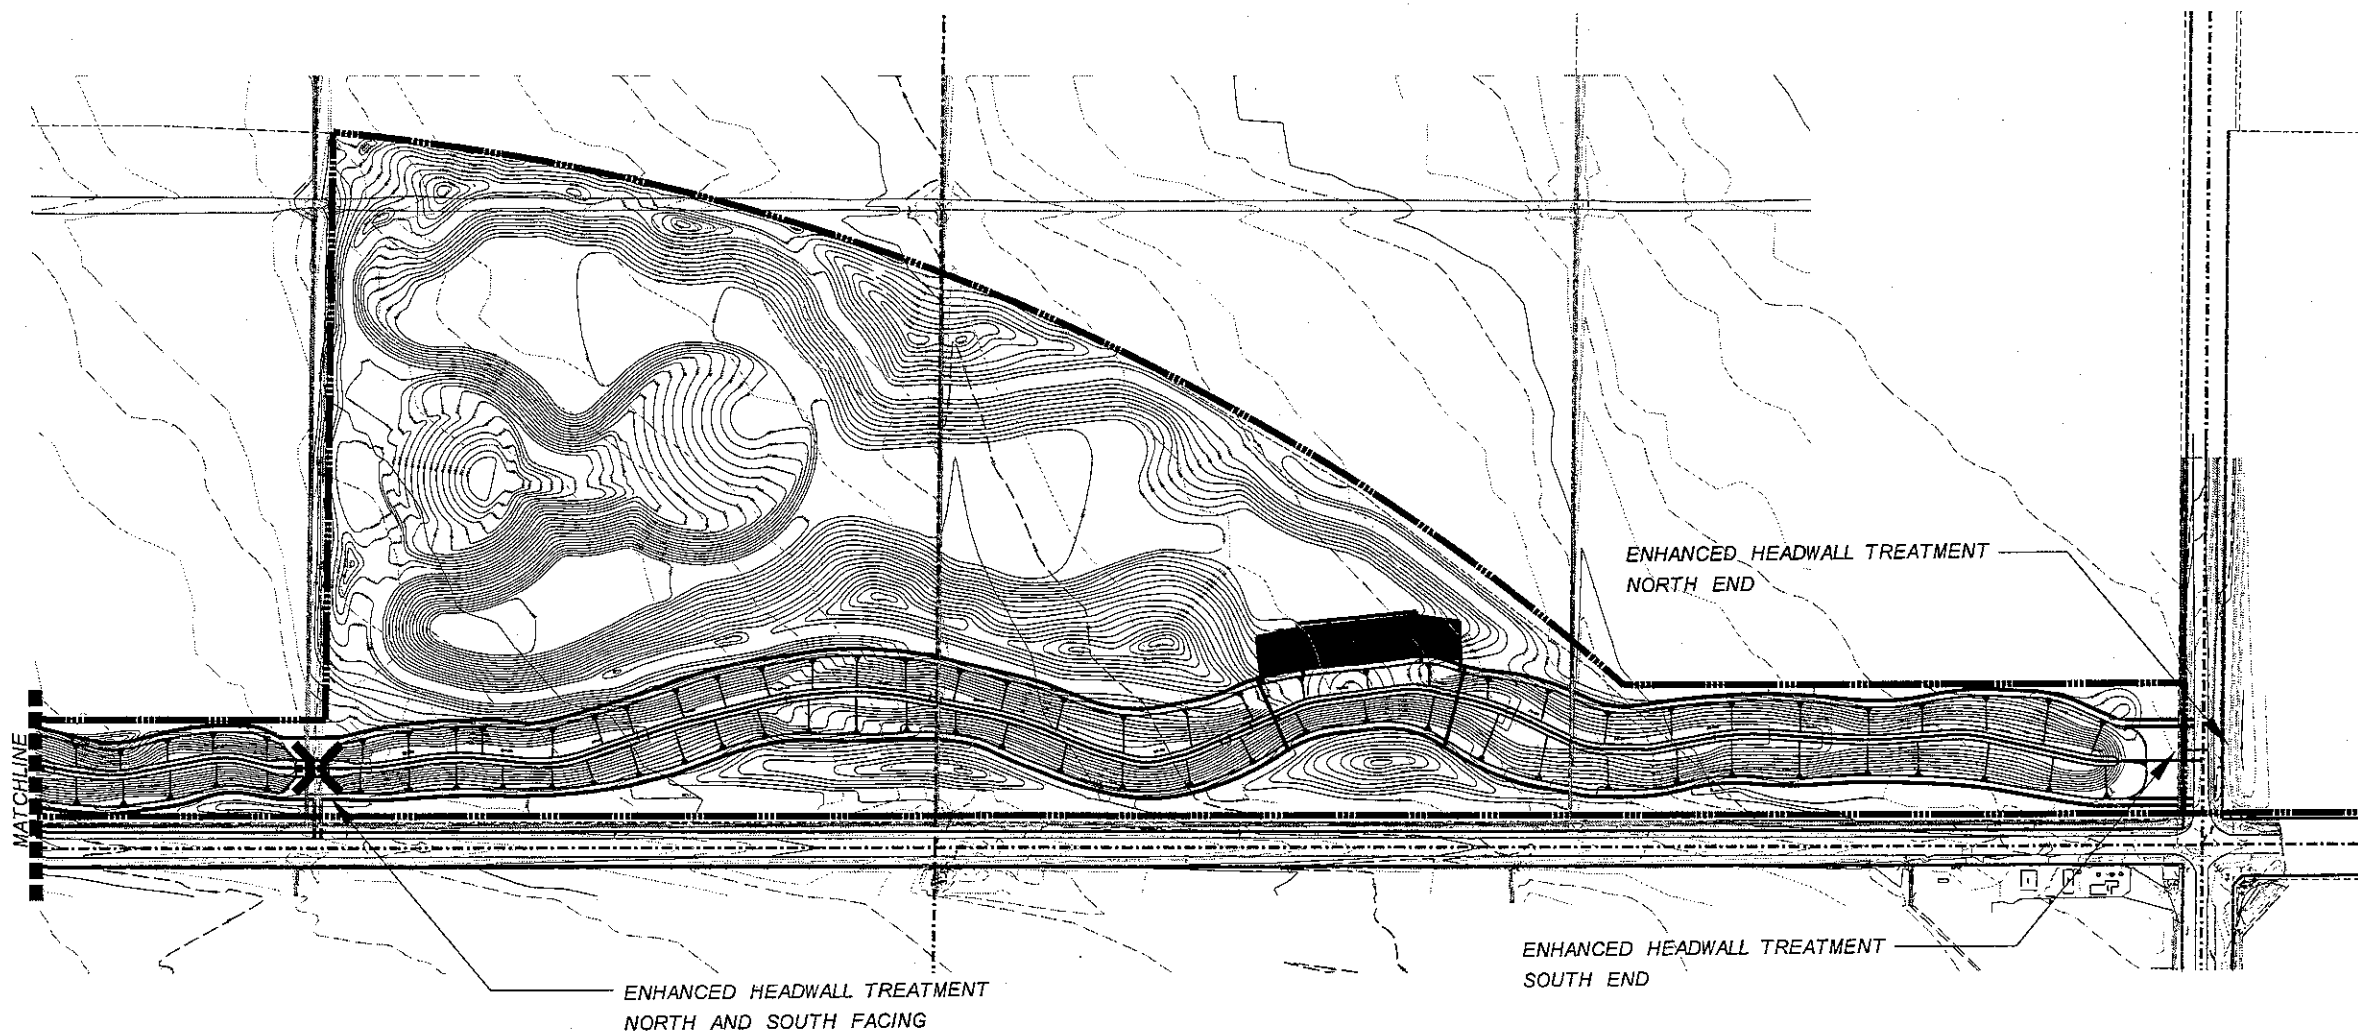 ENHANCED HEADWALL TREATMENT
NORTH END
MATCHLINE
ENHANCED HEADWALL TREATMENT
SOUTH END
ENHANCED HEADWALL TREATMENT
NORTH AND SOUTH FACING